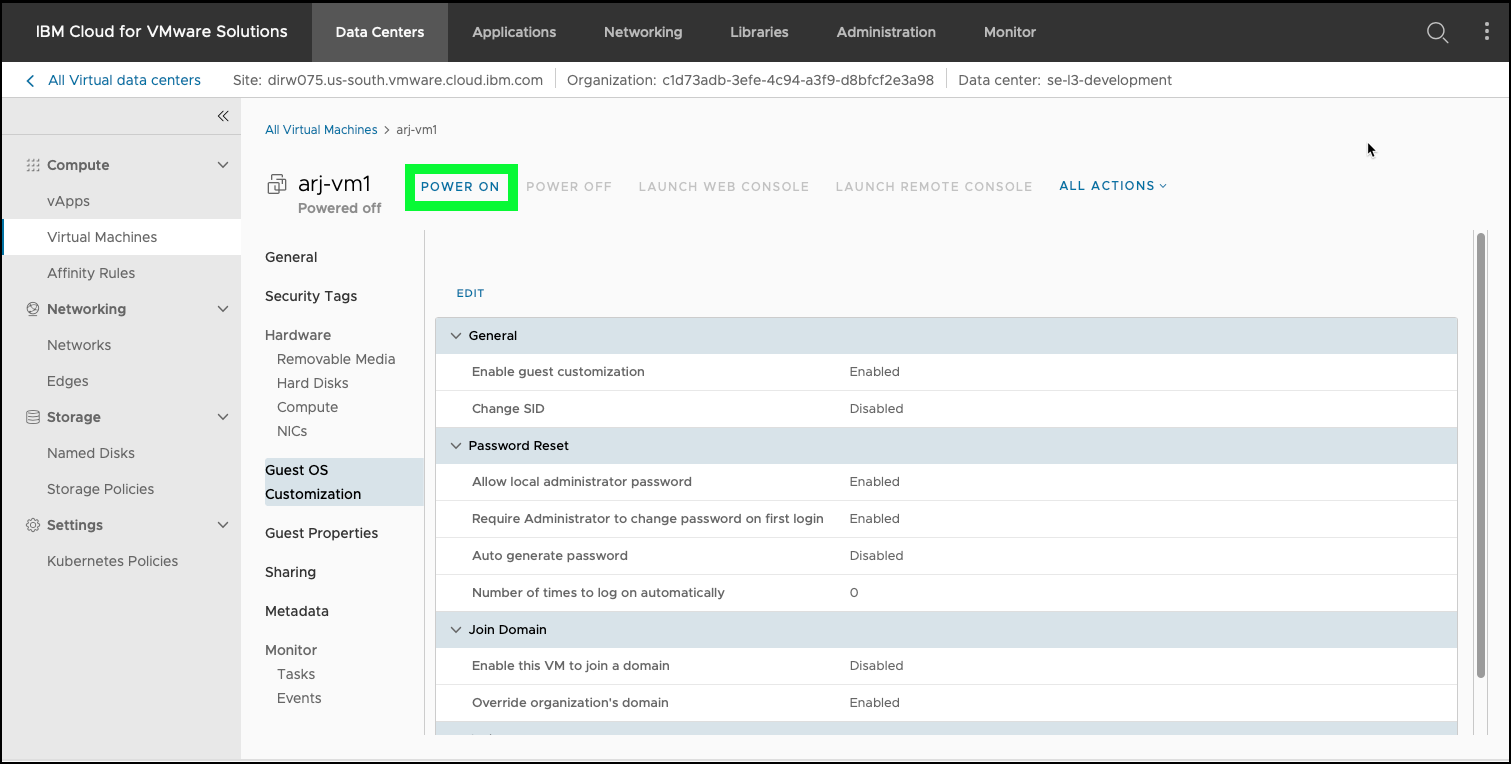 IBM Cloud for VMware Solutions Data Centers Applications Networking Libraries Administration Monitor
All Virtual data centers Site: dirw075.us-south.vmware.cloud.ibm.com Organization: c1d73adb-3efe-4c94-a3f9-d8bfcf2e3a98 Data center: se-l3-development
Compute
vApps
Virtual Machines
Affinity Rules
Networking
Networks
Edges
Storage
Named Disks
Storage Policies
Settings
Kubernetes Policies
All Virtual Machines > arj-vm1
arj-vm1
Powered off
POWER ON POWER OFF LAUNCH WEB CONSOLE LAUNCH REMOTE CONSOLE ALL ACTIONS
General
Security Tags
Hardware
Removable Media
Hard Disks
Compute
NICs
Guest OS
Customization
Guest Properties
Sharing
Metadata
Monitor
Tasks
Events
EDIT
General
Enable guest customization Enabled
Change SID Disabled
Password Reset
Allow local administrator password Enabled
Require Administrator to change password on first login Enabled
Auto generate password Disabled
Number of times to log on automatically 0
Join Domain
Enable this VM to join a domain Disabled
Override organization's domain Enabled